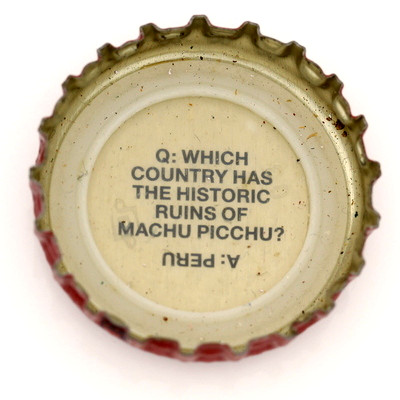 Q: WHICH
COUNTRY HAS
THE HISTORIC
RUINS OF
MACHU PICCHU?
A: PERU